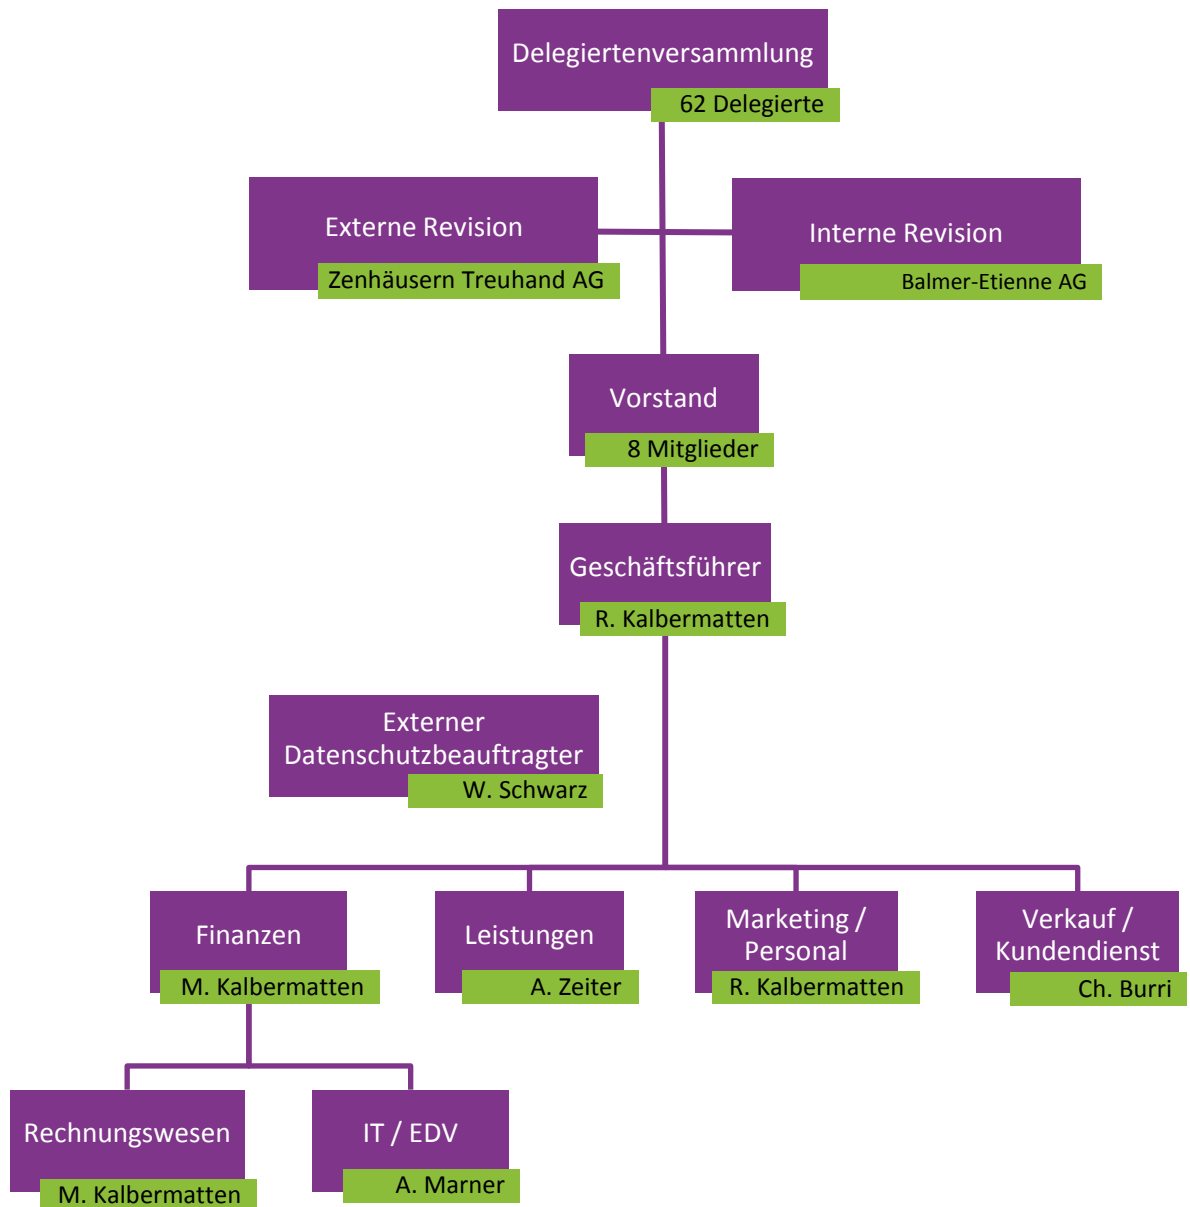 Delegiertenversammlung
62 Delegierte
Externe Revision
Zenhäusern Treuhand AG
Interne Revision
Balmer-Etienne AG
Vorstand
8 Mitglieder
Geschäftsführer
R. Kalbermatten
Externer
Datenschutzbeauftragter
W. Schwarz
Finanzen
M. Kalbermatten
Leistungen
A. Zeiter
Marketing /
Personal
R. Kalbermatten
Verkauf /
Kundendienst
Ch. Burri
Rechnungswesen
M. Kalbermatten
IT / EDV
A. Marner